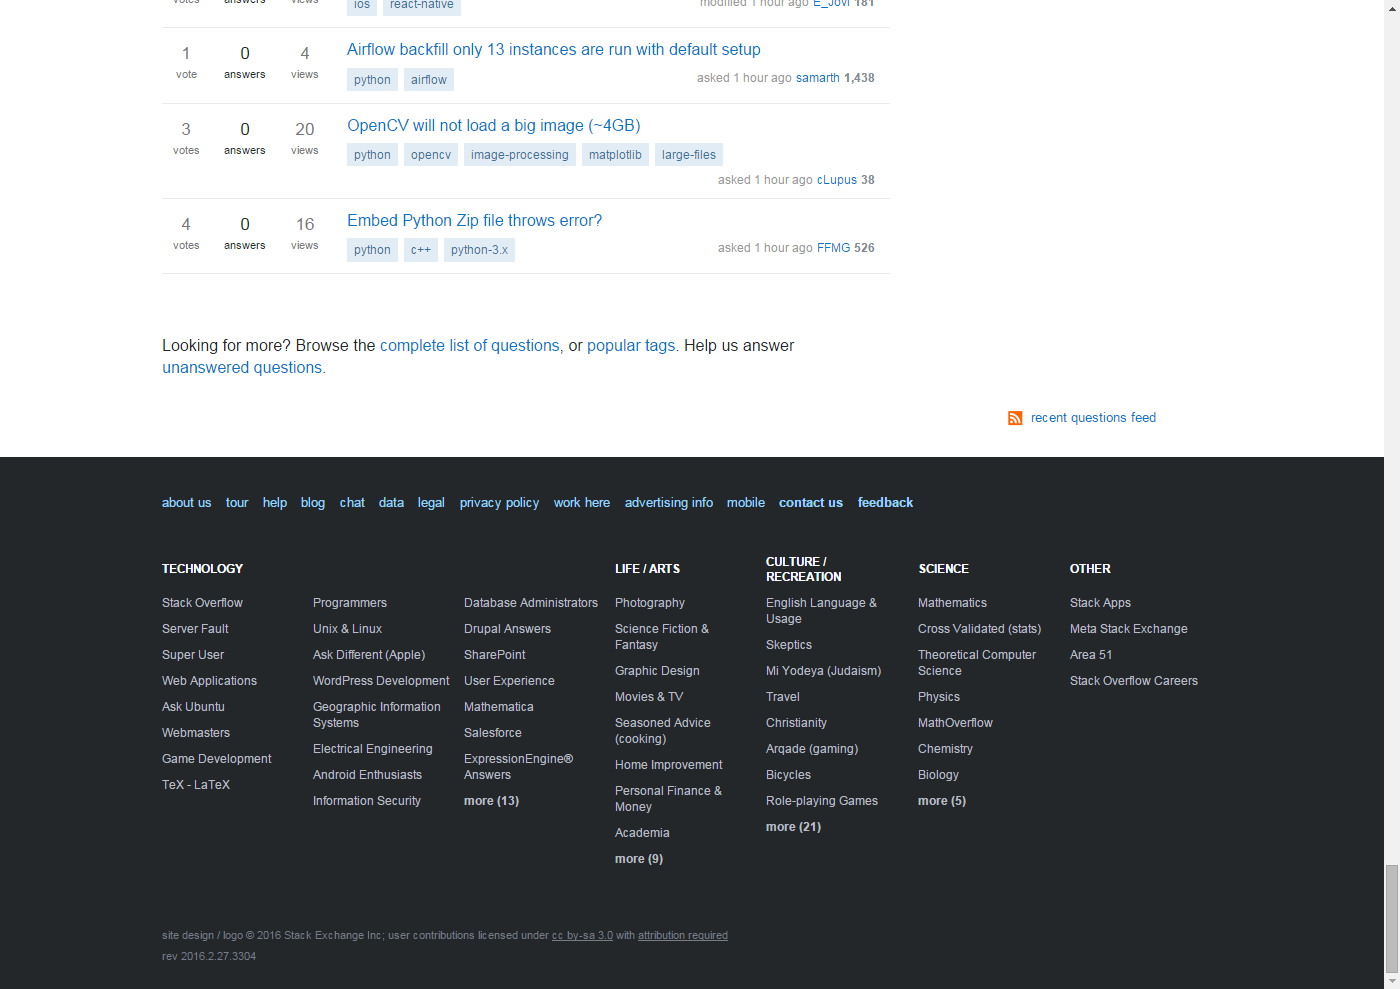 votes answers views
ios react-native modified 1 hour ago E_Jovi 181
1 0 4 Airflow backfill only 13 instances are run with default setup
vote answers views
python airflow asked 1 hour ago samarth 1,438
3 0 20 OpenCV will not load a big image (~4GB)
votes answers views
python opencv image-processing matplotlib large-files
asked 1 hour ago cLupus 38
4 0 16 Embed Python Zip file throws error?
votes answers views
python c++ python-3.x asked 1 hour ago FFMG 526
Looking for more? Browse the complete list of questions, or popular tags. Help us answer
unanswered questions.
recent questions feed
about us tour help blog chat data legal privacy policy work here advertising info mobile contact us feedback
TECHNOLOGY
Stack Overflow
Server Fault
Super User
Web Applications
Ask Ubuntu
Webmasters
Game Development
TeX - LaTeX
Programmers
Unix & Linux
Ask Different (Apple)
WordPress Development
Geographic Information
Systems
Electrical Engineering
Android Enthusiasts
Information Security
Database Administrators
Drupal Answers
SharePoint
User Experience
Mathematica
Salesforce
ExpressionEngine®
Answers
more (13)
LIFE / ARTS
Photography
Science Fiction &
Fantasy
Graphic Design
Movies & TV
Seasoned Advice
(cooking)
Home Improvement
Personal Finance &
Money
Academia
more (9)
CULTURE /
RECREATION
English Language &
Usage
Skeptics
Mi Yodeya (Judaism)
Travel
Christianity
Arqade (gaming)
Bicycles
Role-playing Games
more (21)
SCIENCE
Mathematics
Cross Validated (stats)
Theoretical Computer
Science
Physics
MathOverflow
Chemistry
Biology
more (5)
OTHER
Stack Apps
Meta Stack Exchange
Area 51
Stack Overflow Careers
site design / logo © 2016 Stack Exchange Inc; user contributions licensed under cc by-sa 3.0 with attribution required
rev 2016.2.27.3304